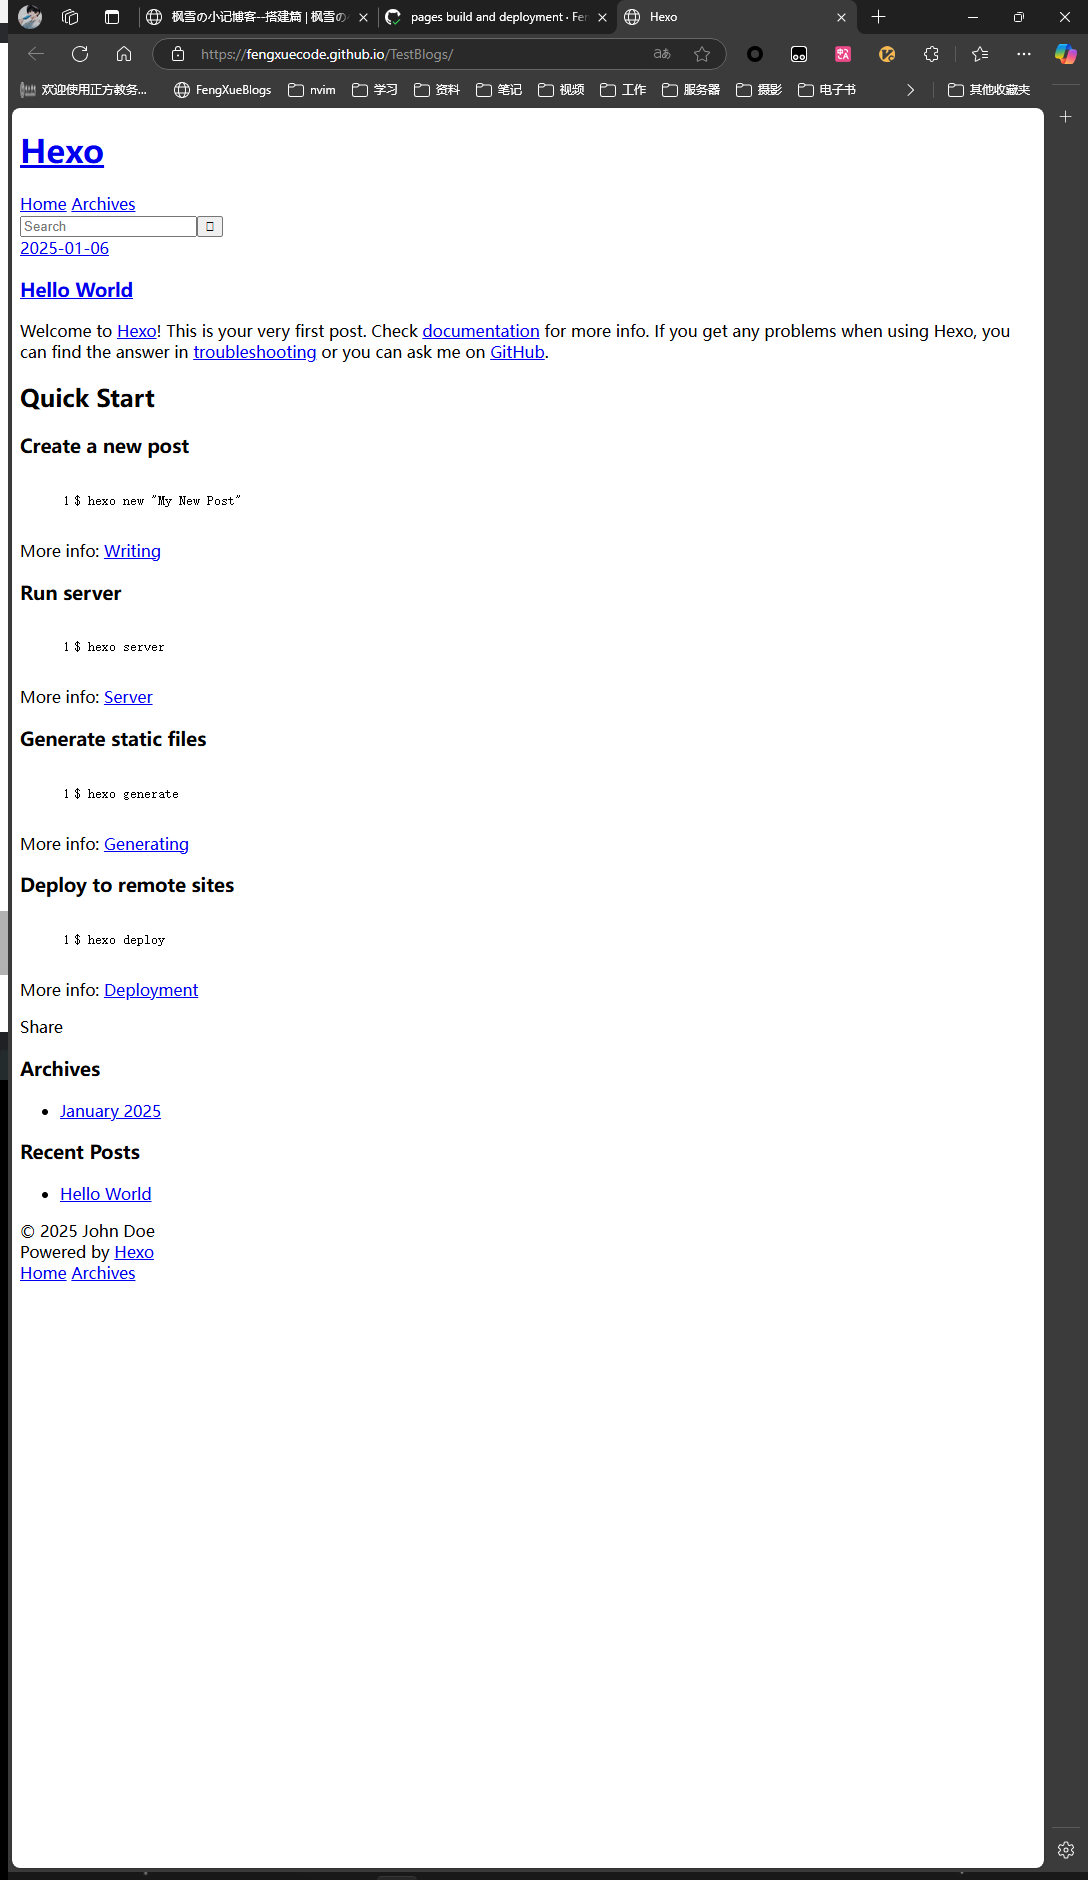 枫雪の小记博客--搭建篇 | 枫雪の
pages build and deployment · Fen
Hexo
https://fengxuecode.github.io/TestBlogs/
欢迎使用正方教务...
FengXueBlogs
nvim
学习
资料
笔记
视频
工作
服务器
摄影
电子书
其他收藏夹
Hexo
Home Archives
Search
2025-01-06
Hello World
Welcome to Hexo! This is your very first post. Check documentation for more info. If you get any problems when using Hexo, you
can find the answer in troubleshooting or you can ask me on GitHub.
Quick Start
Create a new post
1 $ hexo new "My New Post"
More info: Writing
Run server
1 $ hexo server
More info: Server
Generate static files
1 $ hexo generate
More info: Generating
Deploy to remote sites
1 $ hexo deploy
More info: Deployment
Share
Archives
• January 2025
Recent Posts
• Hello World
© 2025 John Doe
Powered by Hexo
Home Archives